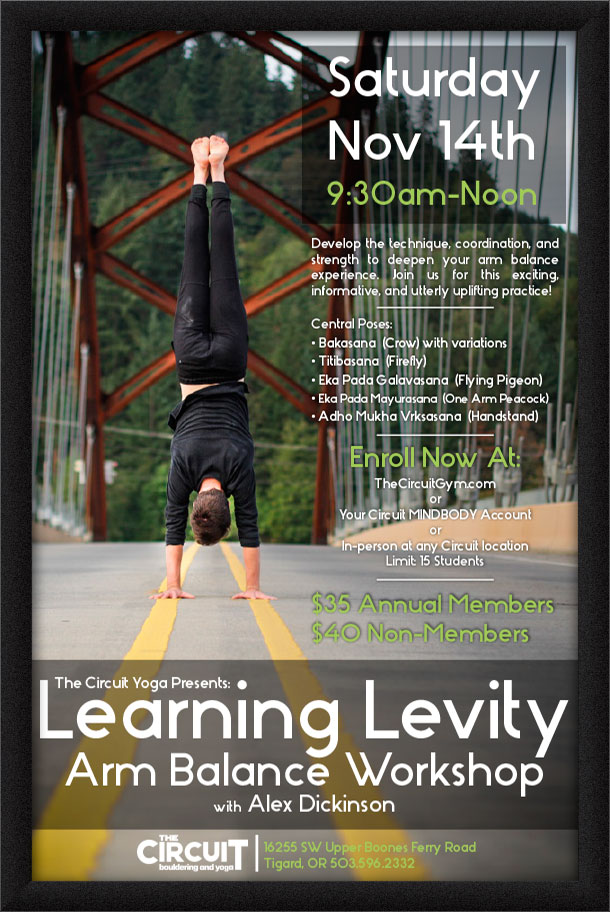 Saturday
Nov 14th
9:30am-Noon
Develop the technique, coordination, and
strength to deepen your arm balance
experience. Join us for this exciting,
informative, and utterly uplifting practice!
Central Poses:
• Bakasana (Crow) with variations
• Titibasana (Firefly)
• Eka Pada Galavasana (Flying Pigeon)
• Eka Pada Mayurasana (One Arm Peacock)
• Adho Mukha Vrksasana (Handstand)
Enroll Now At:
TheCircuitGym.com
or
Your Circuit MINDBODY Account
or
In-person at any Circuit location
Limit: 15 Students
$35 Annual Members
$40 Non-Members
The Circuit Yoga Presents:
Learning Levity
Arm Balance Workshop
with Alex Dickinson
THE
CIRCUIT
bouldering and yoga
16255 SW Upper Boones Ferry Road
Tigard, OR 503.596.2332